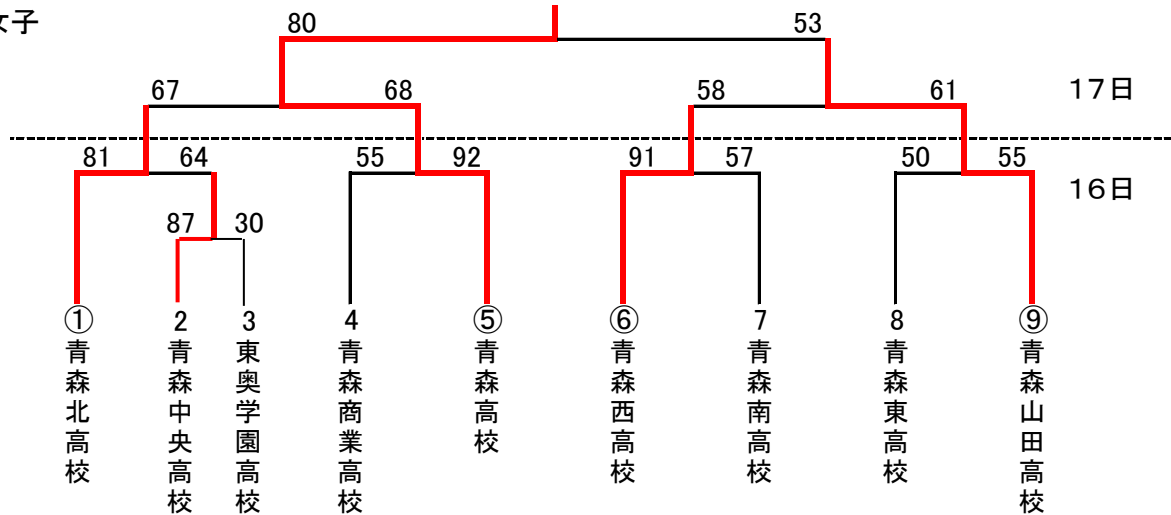 女子
80 53
67 68 58 61 17日
81 64 55 92 91 57 50 55
16日
87 30
① 2 3 4 ⑤ ⑥ 7 8 ⑨
青森北高校
青森中央高校
東奥学園高校
青森商業高校
青森高校
青森西高校
青森南高校
青森東高校
青森山田高校